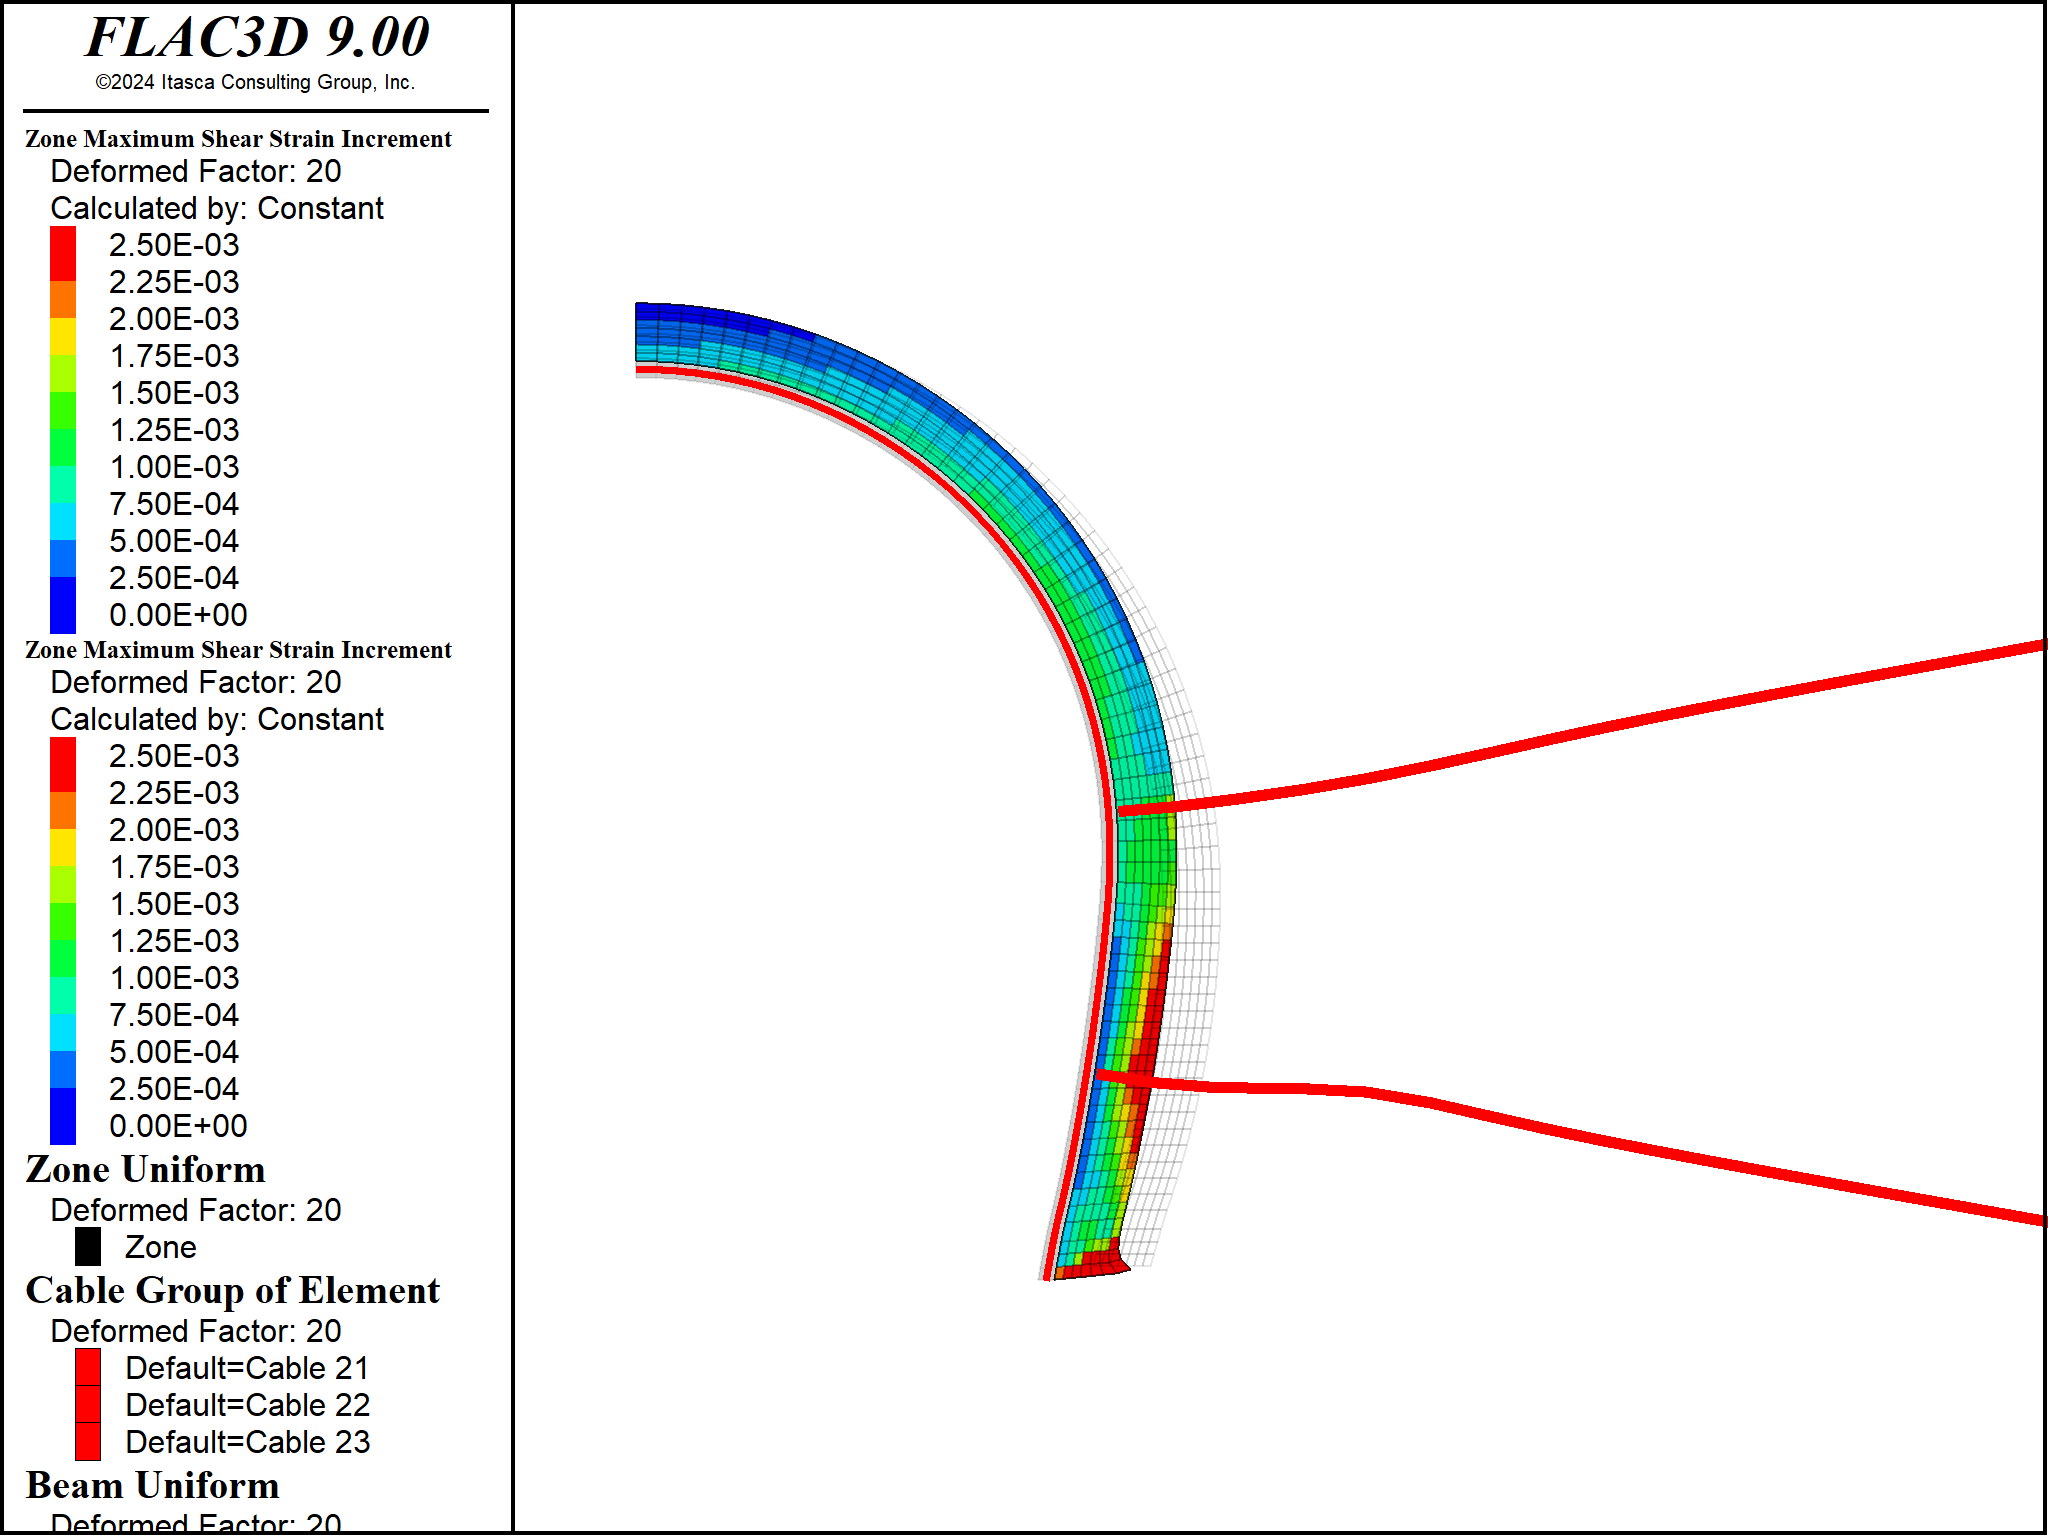 FLAC3D 9.00
©2024 Itasca Consulting Group, Inc.
Zone Maximum Shear Strain Increment
Deformed Factor: 20
Calculated by: Constant
2.50E-03
2.25E-03
2.00E-03
1.75E-03
1.50E-03
1.25E-03
1.00E-03
7.50E-04
5.00E-04
2.50E-04
0.00E+00
Zone Maximum Shear Strain Increment
Deformed Factor: 20
Calculated by: Constant
2.50E-03
2.25E-03
2.00E-03
1.75E-03
1.50E-03
1.25E-03
1.00E-03
7.50E-04
5.00E-04
2.50E-04
0.00E+00
Zone Uniform
Deformed Factor: 20
Zone
Cable Group of Element
Deformed Factor: 20
Default=Cable 21
Default=Cable 22
Default=Cable 23
Beam Uniform
Deformed Factor: 20